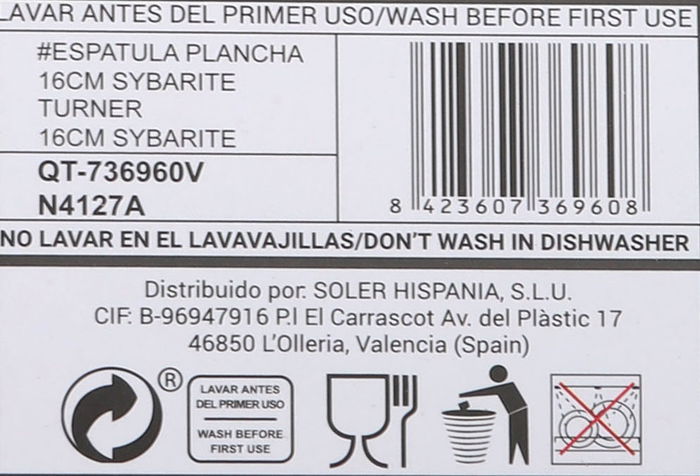 LAVAR ANTES DEL PRIMER USO/WASH BEFORE FIRST USE
#ESPATULA PLANCHA
16CM SYBARITE
TURNER
16CM SYBARITE
QT-736960V
N4127A
8 423607 369608
NO LAVAR EN EL LAVAVAJILLAS/DON'T WASH IN DISHWASHER
Distribuido por: SOLER HISPANIA, S.L.U.
CIF: B-96947916 P.l El Carrascot Av. del Plàstic 17
46850 L'Olleria, Valencia (Spain)
®
LAVAR ANTES
DEL PRIMER USO
WASH BEFORE
FIRST USE